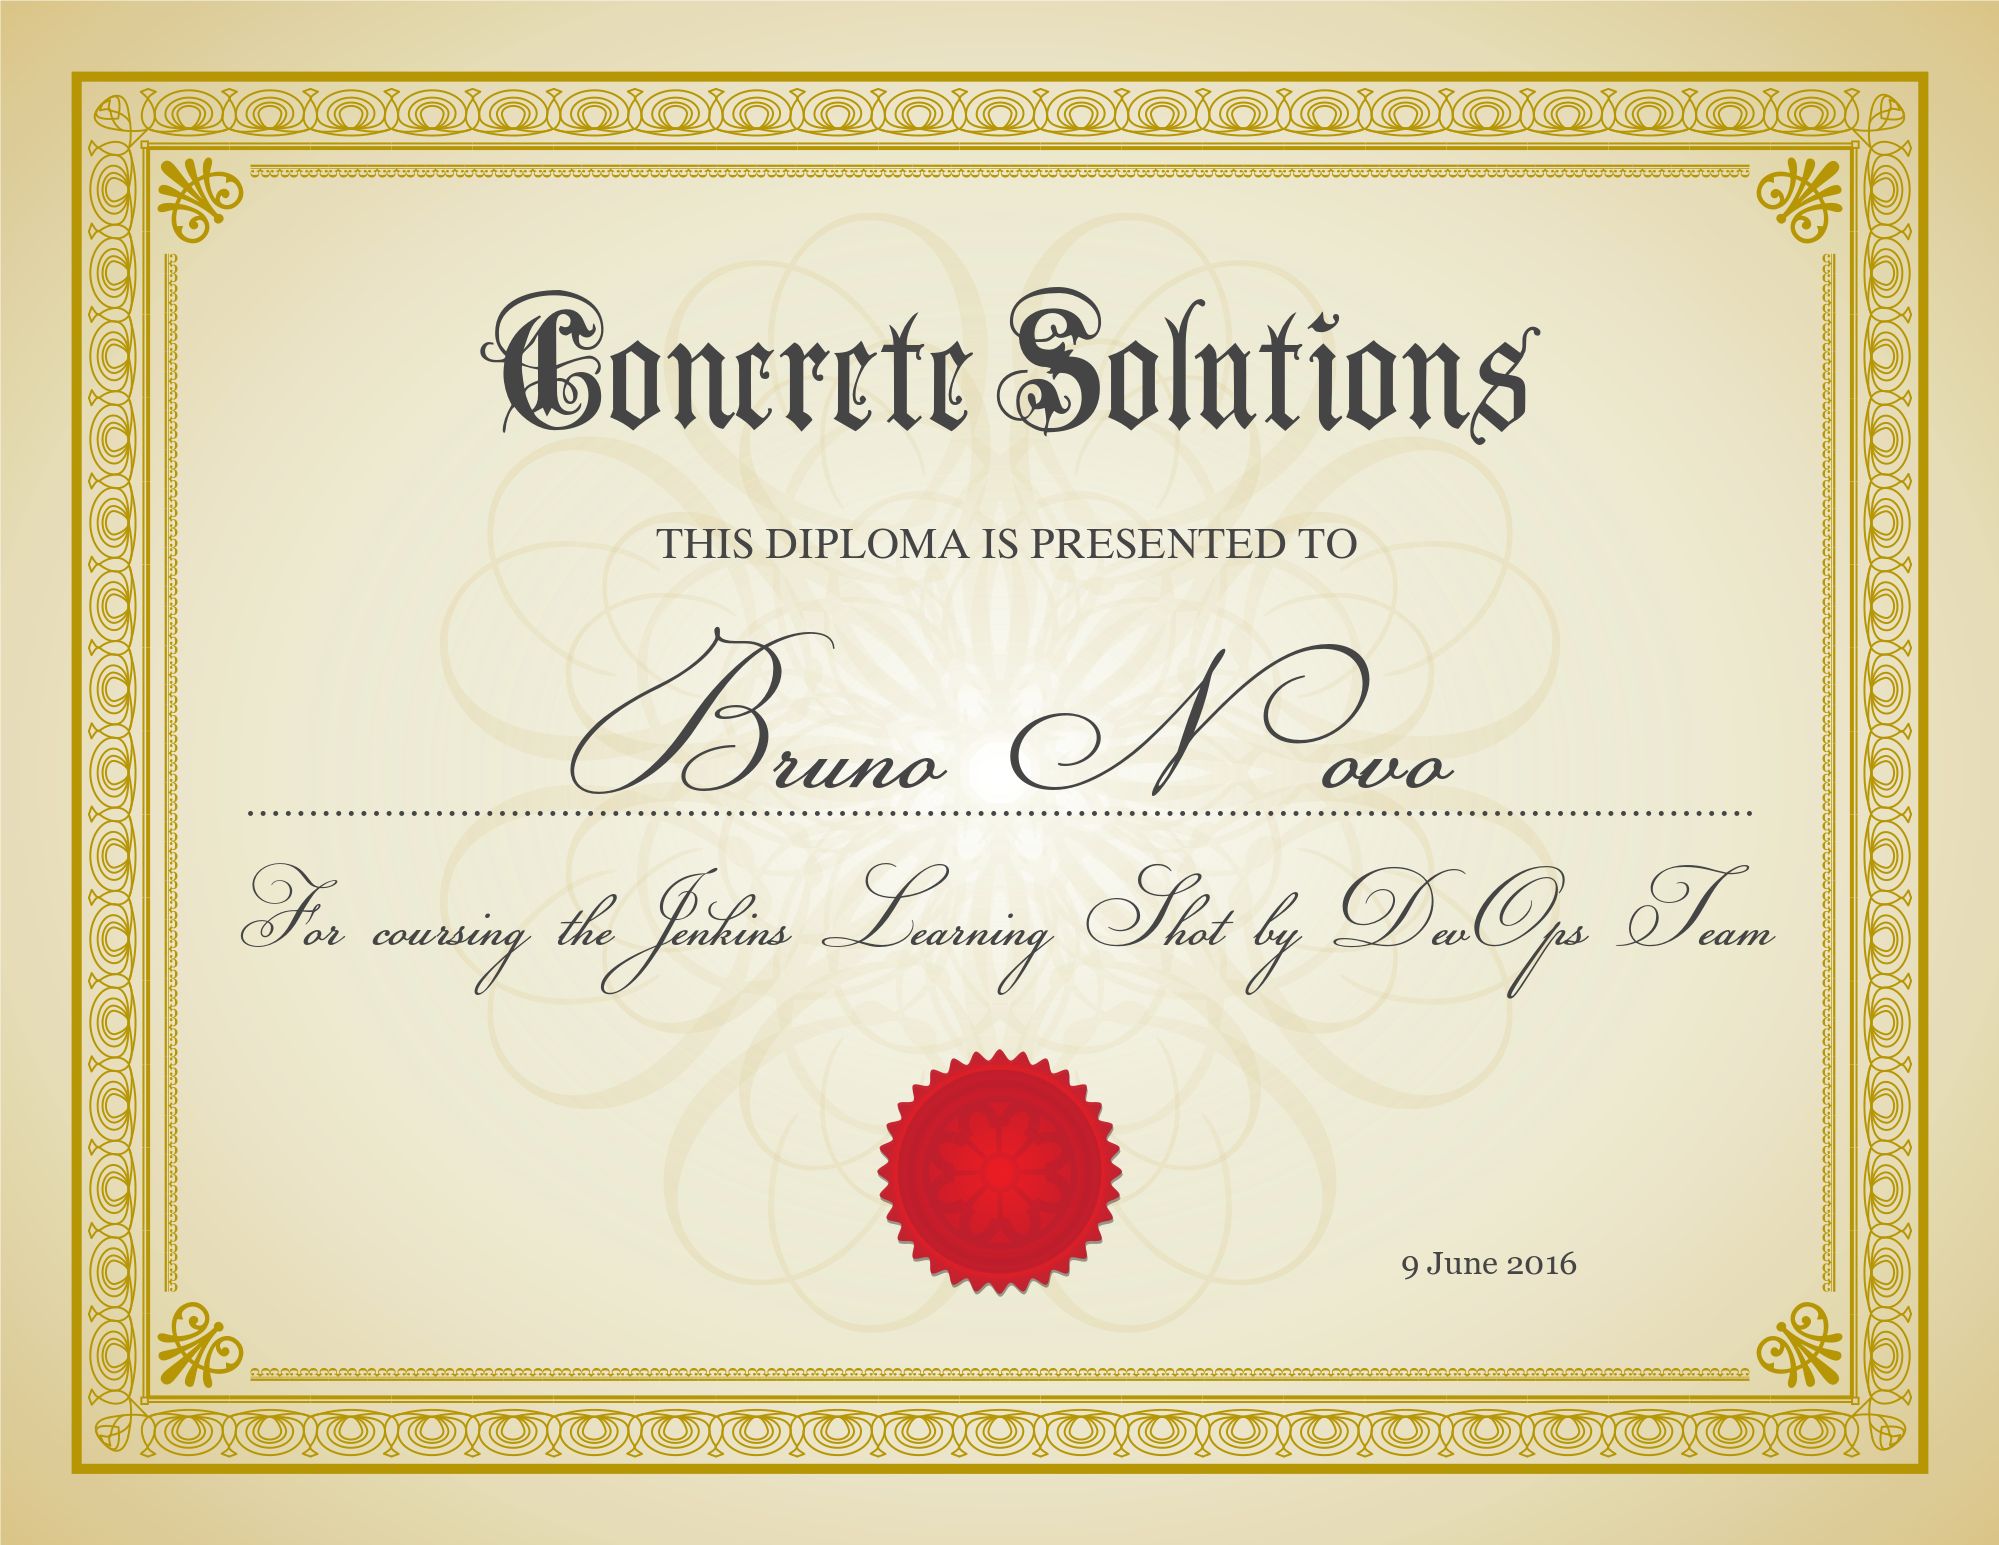 Concrete Solutions
THIS DIPLOMA IS PRESENTED TO
Bruno Novo
For coursing the Jenkins Learning Shot by DevOps Team
9 June 2016